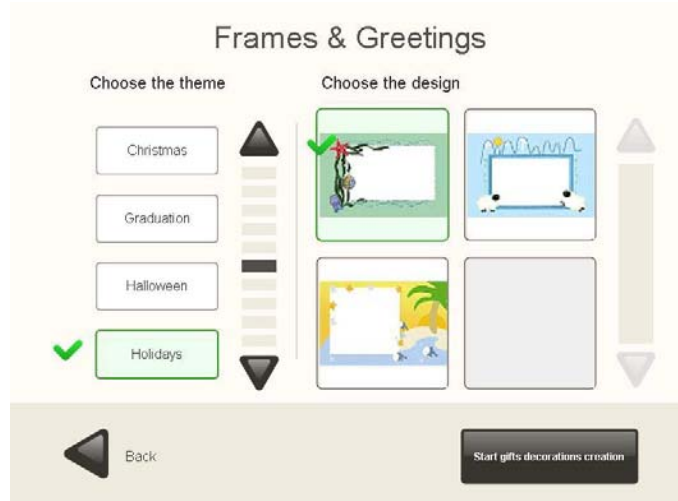 Frames & Greetings
Choose the theme
Choose the design
Christmas
Graduation
Halloween
Holidays
Back
Start gifts decorations creation